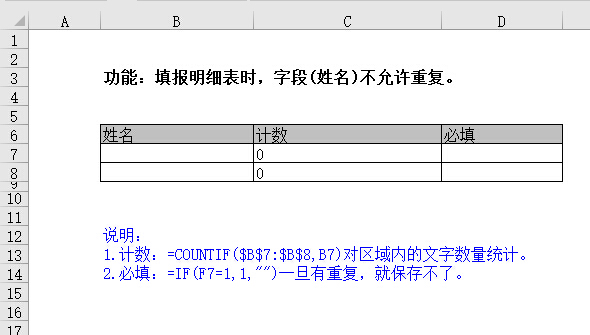 A B C D
1
2
3 功能：填报明细表时，字段(姓名)不允许重复。
4
5
6 姓名 计数 必填
7 0
8 0
9
10
11
12 说明：
13 1.计数：=COUNTIF($B$7:$B$8,B7)对区域内的文字数量统计。
14 2.必填：=IF(F7=1,1,"")一旦有重复，就保存不了。
15
16
17